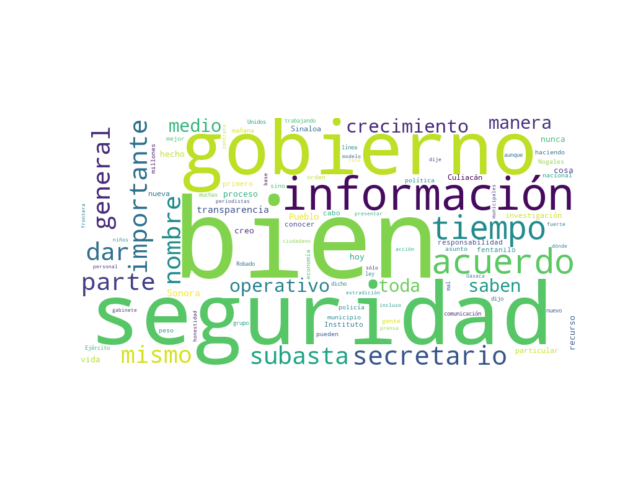 medio
Unidos
trabajando
crecimiento
manera
mejor
mañana
Sinaloa
nunca
gobierno
general
importante
hecho
línea
aunque
haciendo
cosa
millones
modelo
dije
Nogales
primero
base
Culiacán
nacional
nueva
proceso
orden
política
sino
información
nombre
muchas
periodistas
transparencia
Pueblo
cabo
presentar
municipales
investigación
frontera
creo
conocer
tiempo
fuerte
bien
niños
ciudadano
acción
responsabilidad
dónde
dar
hoy
asunto
fentanilo
personal
Robado
economía
sólo
acuerdo
Oaxaca
parte
operativo
ley
toda
saben
Sonora
dicho
extradición
dijo
seguridad
gabinete
peso
honestidad
grupo
policía
incluso
comunicación
nuevo
municipio
Instituto
gente
prensa
pueden
recurso
Ejército
vida
mismo
subasta
secretario
particular